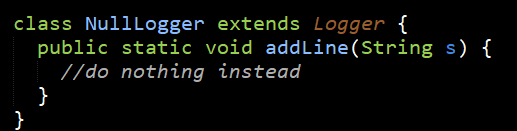 class NullLogger extends Logger {
  public static void addLine(String s) {
    //do nothing instead
  }
}